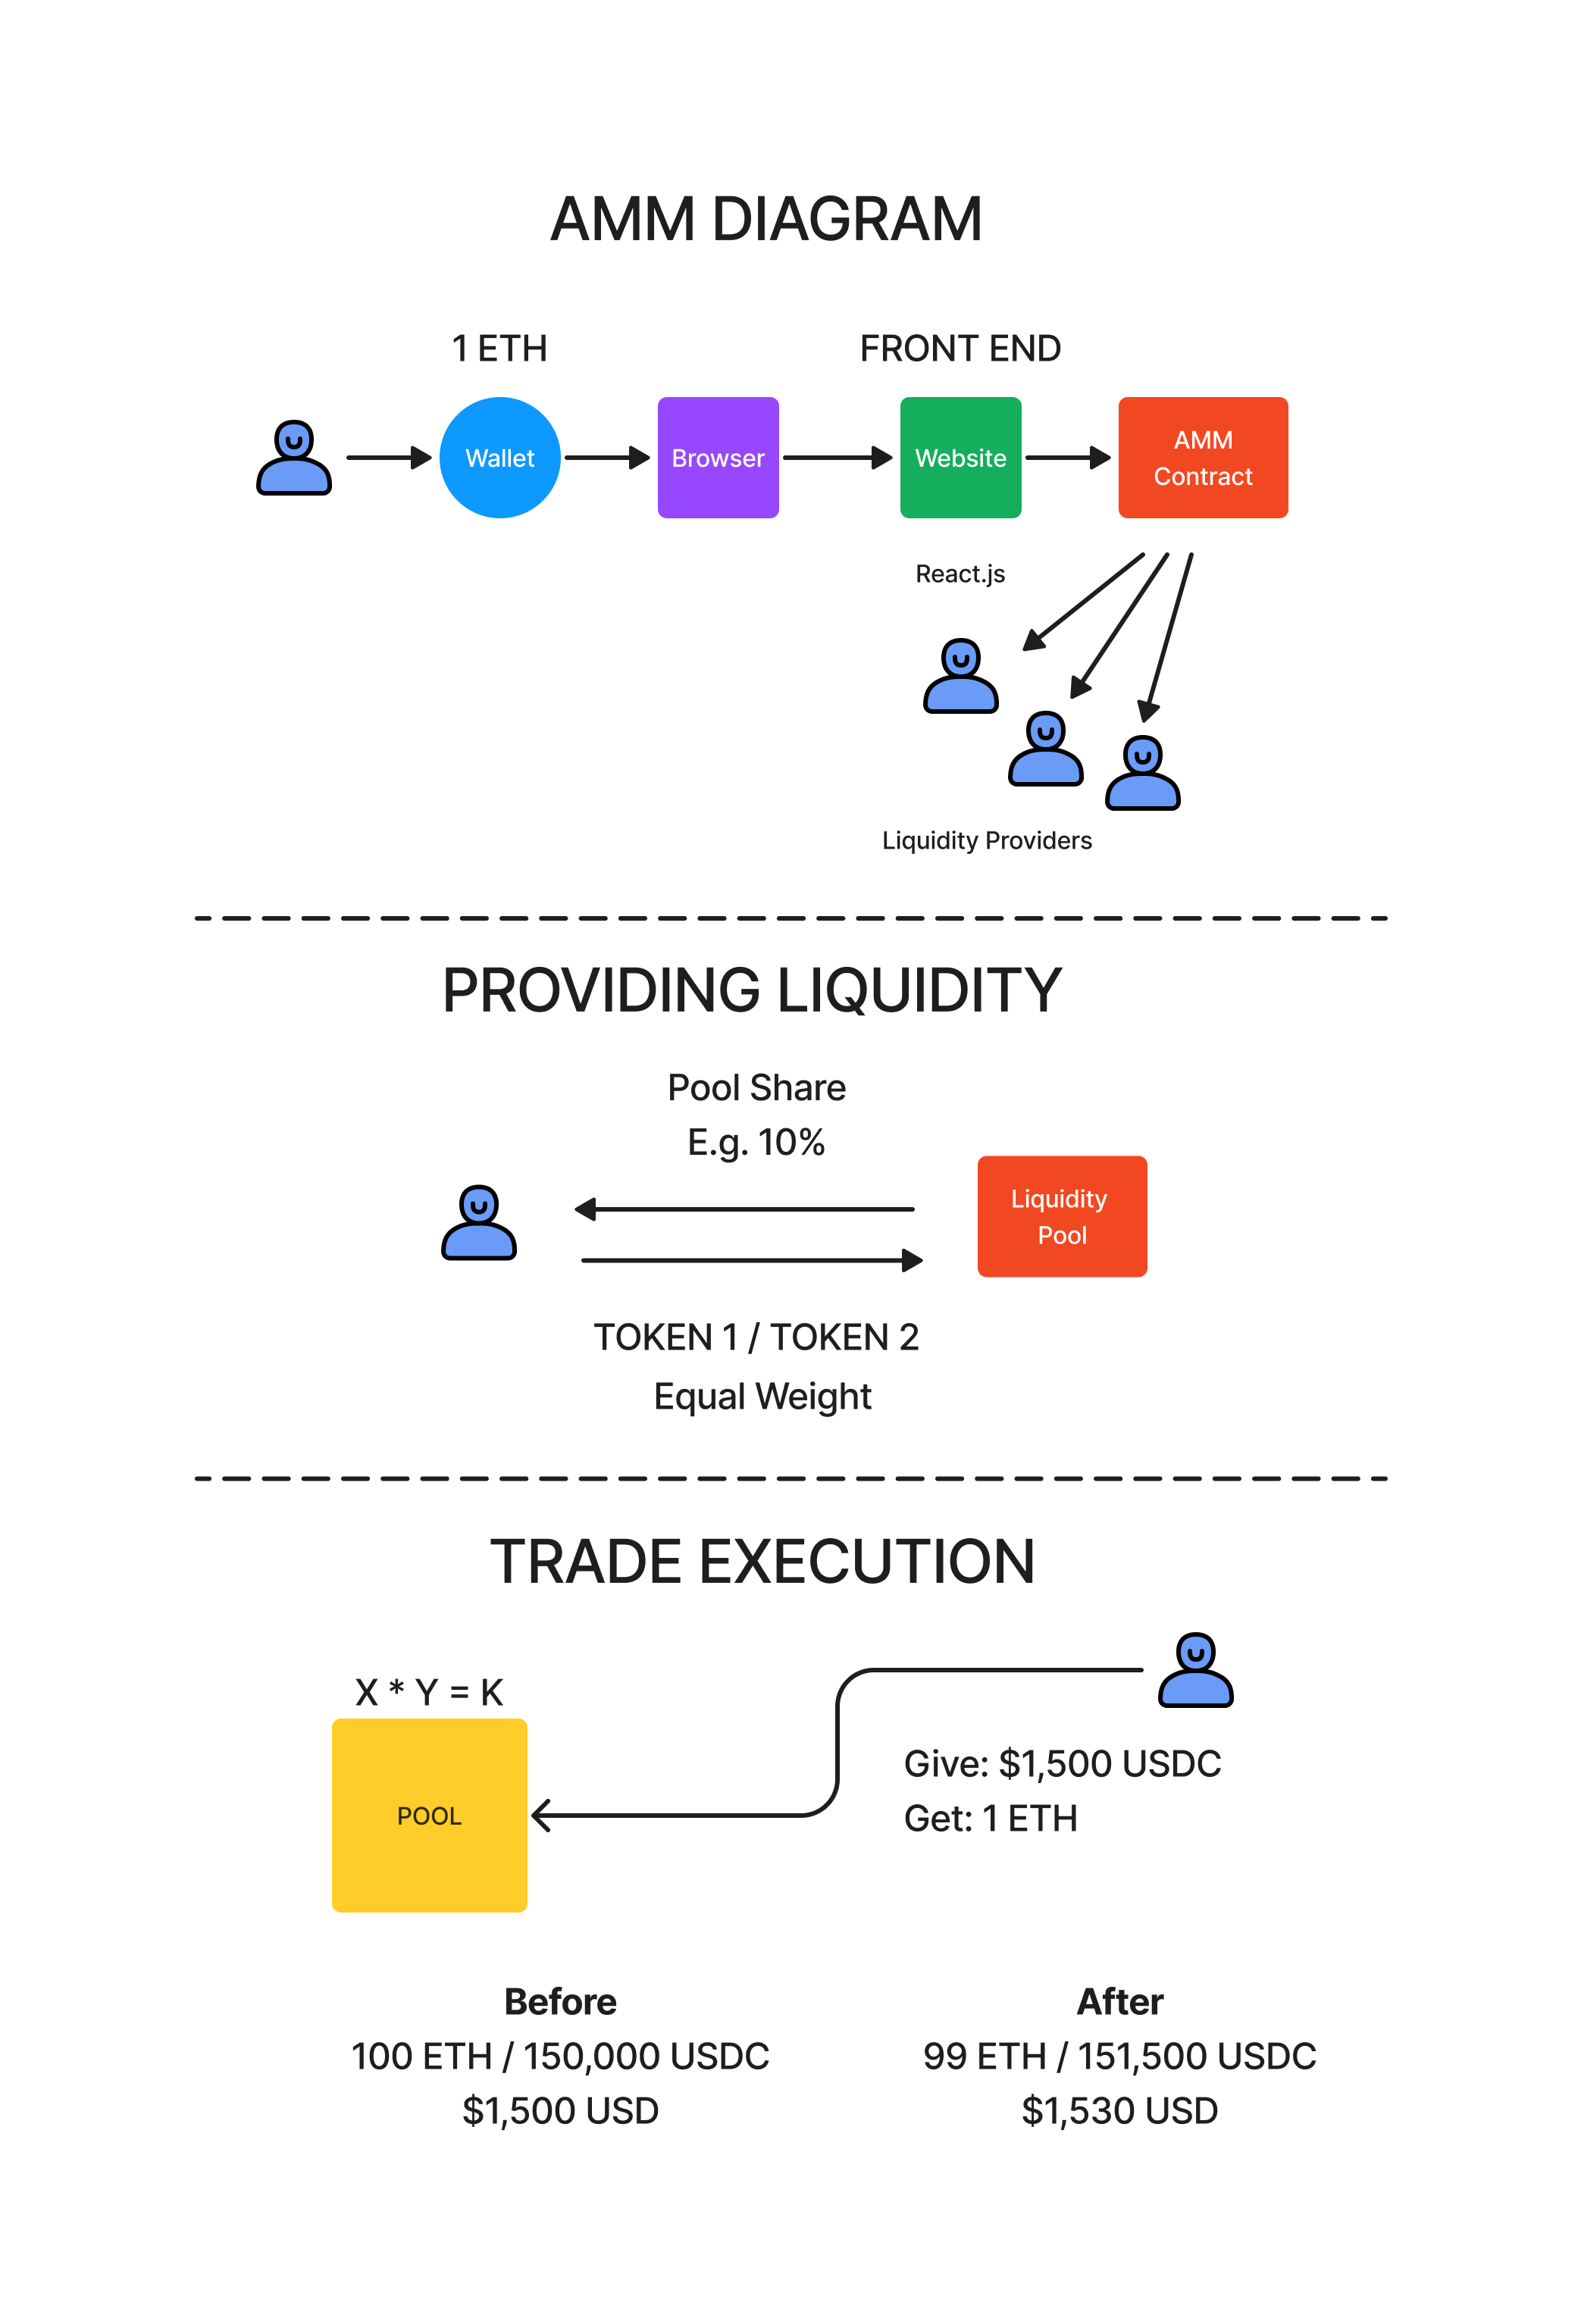 AMM DIAGRAM
1 ETH
FRONT END
Wallet
Browser
Website
AMM
Contract
React.js
Liquidity Providers
PROVIDING LIQUIDITY
Pool Share
E.g. 10%
Liquidity
Pool
TOKEN 1 / TOKEN 2
Equal Weight
TRADE EXECUTION
X * Y = K
POOL
Give: $1,500 USDC
Get: 1 ETH
Before
100 ETH / 150,000 USDC
$1,500 USD
After
99 ETH / 151,500 USDC
$1,530 USD